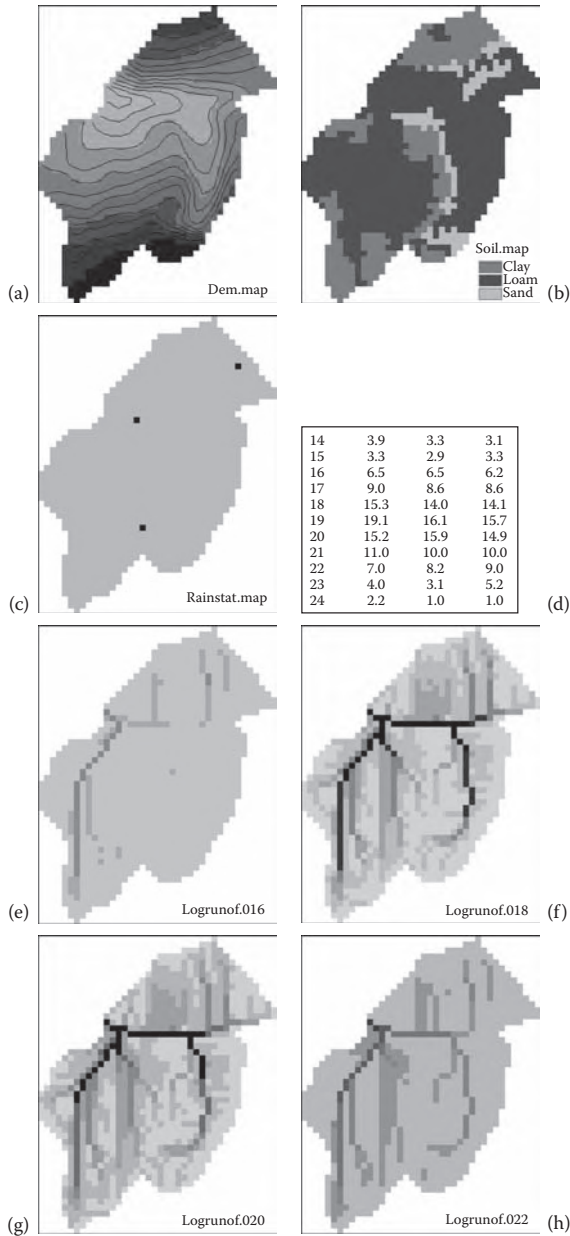 (a)
Dem.map
Soil.map
Clay
Loam
Sand
(b)
(c)
Rainstat.map
14 3.9 3.3 3.1
15 3.3 2.9 3.3
16 6.5 6.5 6.2
17 9.0 8.6 8.6
18 15.3 14.0 14.1
19 19.1 16.1 15.7
20 15.2 15.9 14.9
21 11.0 10.0 10.0
22 7.0 8.2 9.0
23 4.0 3.1 5.2
24 2.2 1.0 1.0
(d)
(e)
Logrunof.016
Logrunof.018
(f)
(g)
Logrunof.020
Logrunof.022
(h)